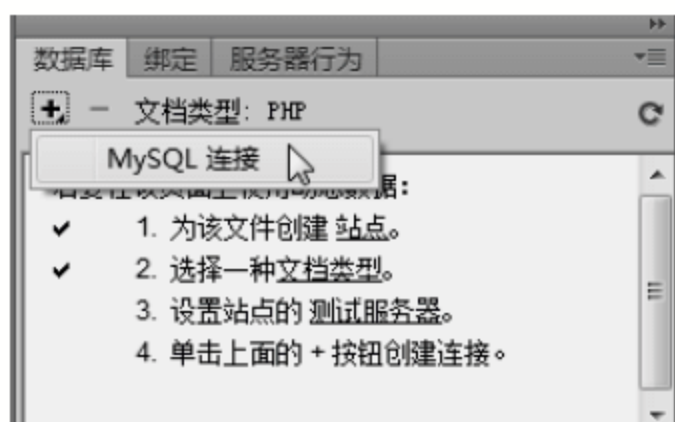 数据库 绑定 服务器行为
+ − 文档类型: PHP
MySQL 连接
据:
✔ 1. 为该文件创建 站点。
✔ 2. 选择一种文档类型。
3. 设置站点的 测试服务器。
4. 单击上面的 + 按钮创建连接。